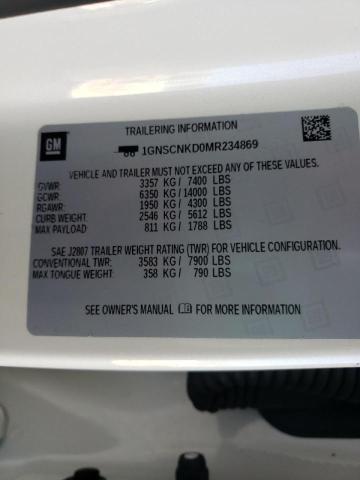 GM
TRAILERING INFORMATION
1GNSCNKD0MR234869
VEHICLE AND TRAILER MUST NOT EXCEED ANY OF THESE VALUES.
GVWR: 3357 KG / 7400 LBS
GCWR: 6350 KG / 14000 LBS
RGAWR: 1950 KG / 4300 LBS
CURB WEIGHT: 2546 KG / 5612 LBS
MAX PAYLOAD: 811 KG / 1788 LBS
SAE J2807 TRAILER WEIGHT RATING (TWR) FOR VEHICLE CONFIGURATION.
CONVENTIONAL TWR: 3583 KG / 7900 LBS
MAX TONGUE WEIGHT: 358 KG / 790 LBS
SEE OWNER'S MANUAL FOR MORE INFORMATION